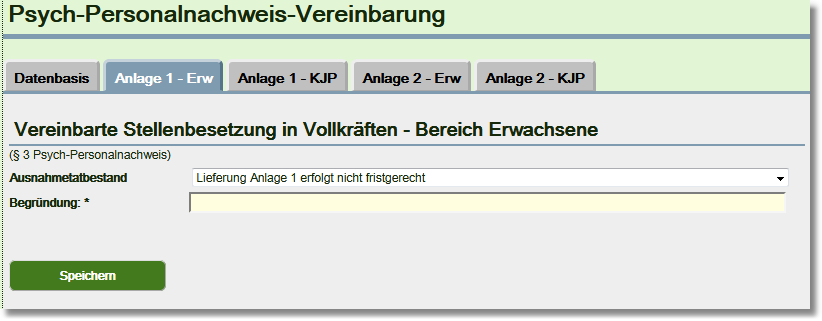 Psych-Personalnachweis-Vereinbarung
Datenbasis Anlage 1 - Erw Anlage 1 - KJP Anlage 2 - Erw Anlage 2 - KJP
Vereinbarte Stellenbesetzung in Vollkräften - Bereich Erwachsene
(§ 3 Psych-Personalnachweis)
Ausnahmetatbestand Lieferung Anlage 1 erfolgt nicht fristgerecht
Begründung: *
Speichern